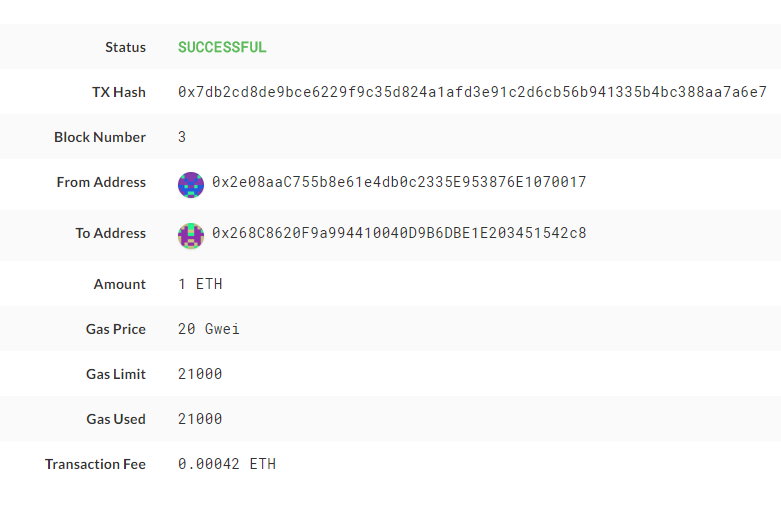 Status SUCCESSFUL
TX Hash 0x7db2cd8de9bce6229f9c35d824a1afd3e91c2d6cb56b941335b4bc388aa7a6e7
Block Number 3
From Address 0x2e08aaC755b8e61e4db0c2335E953876E1070017
To Address 0x268C8620F9a994410040D9B6DBE1E203451542c8
Amount 1 ETH
Gas Price 20 Gwei
Gas Limit 21000
Gas Used 21000
Transaction Fee 0.00042 ETH